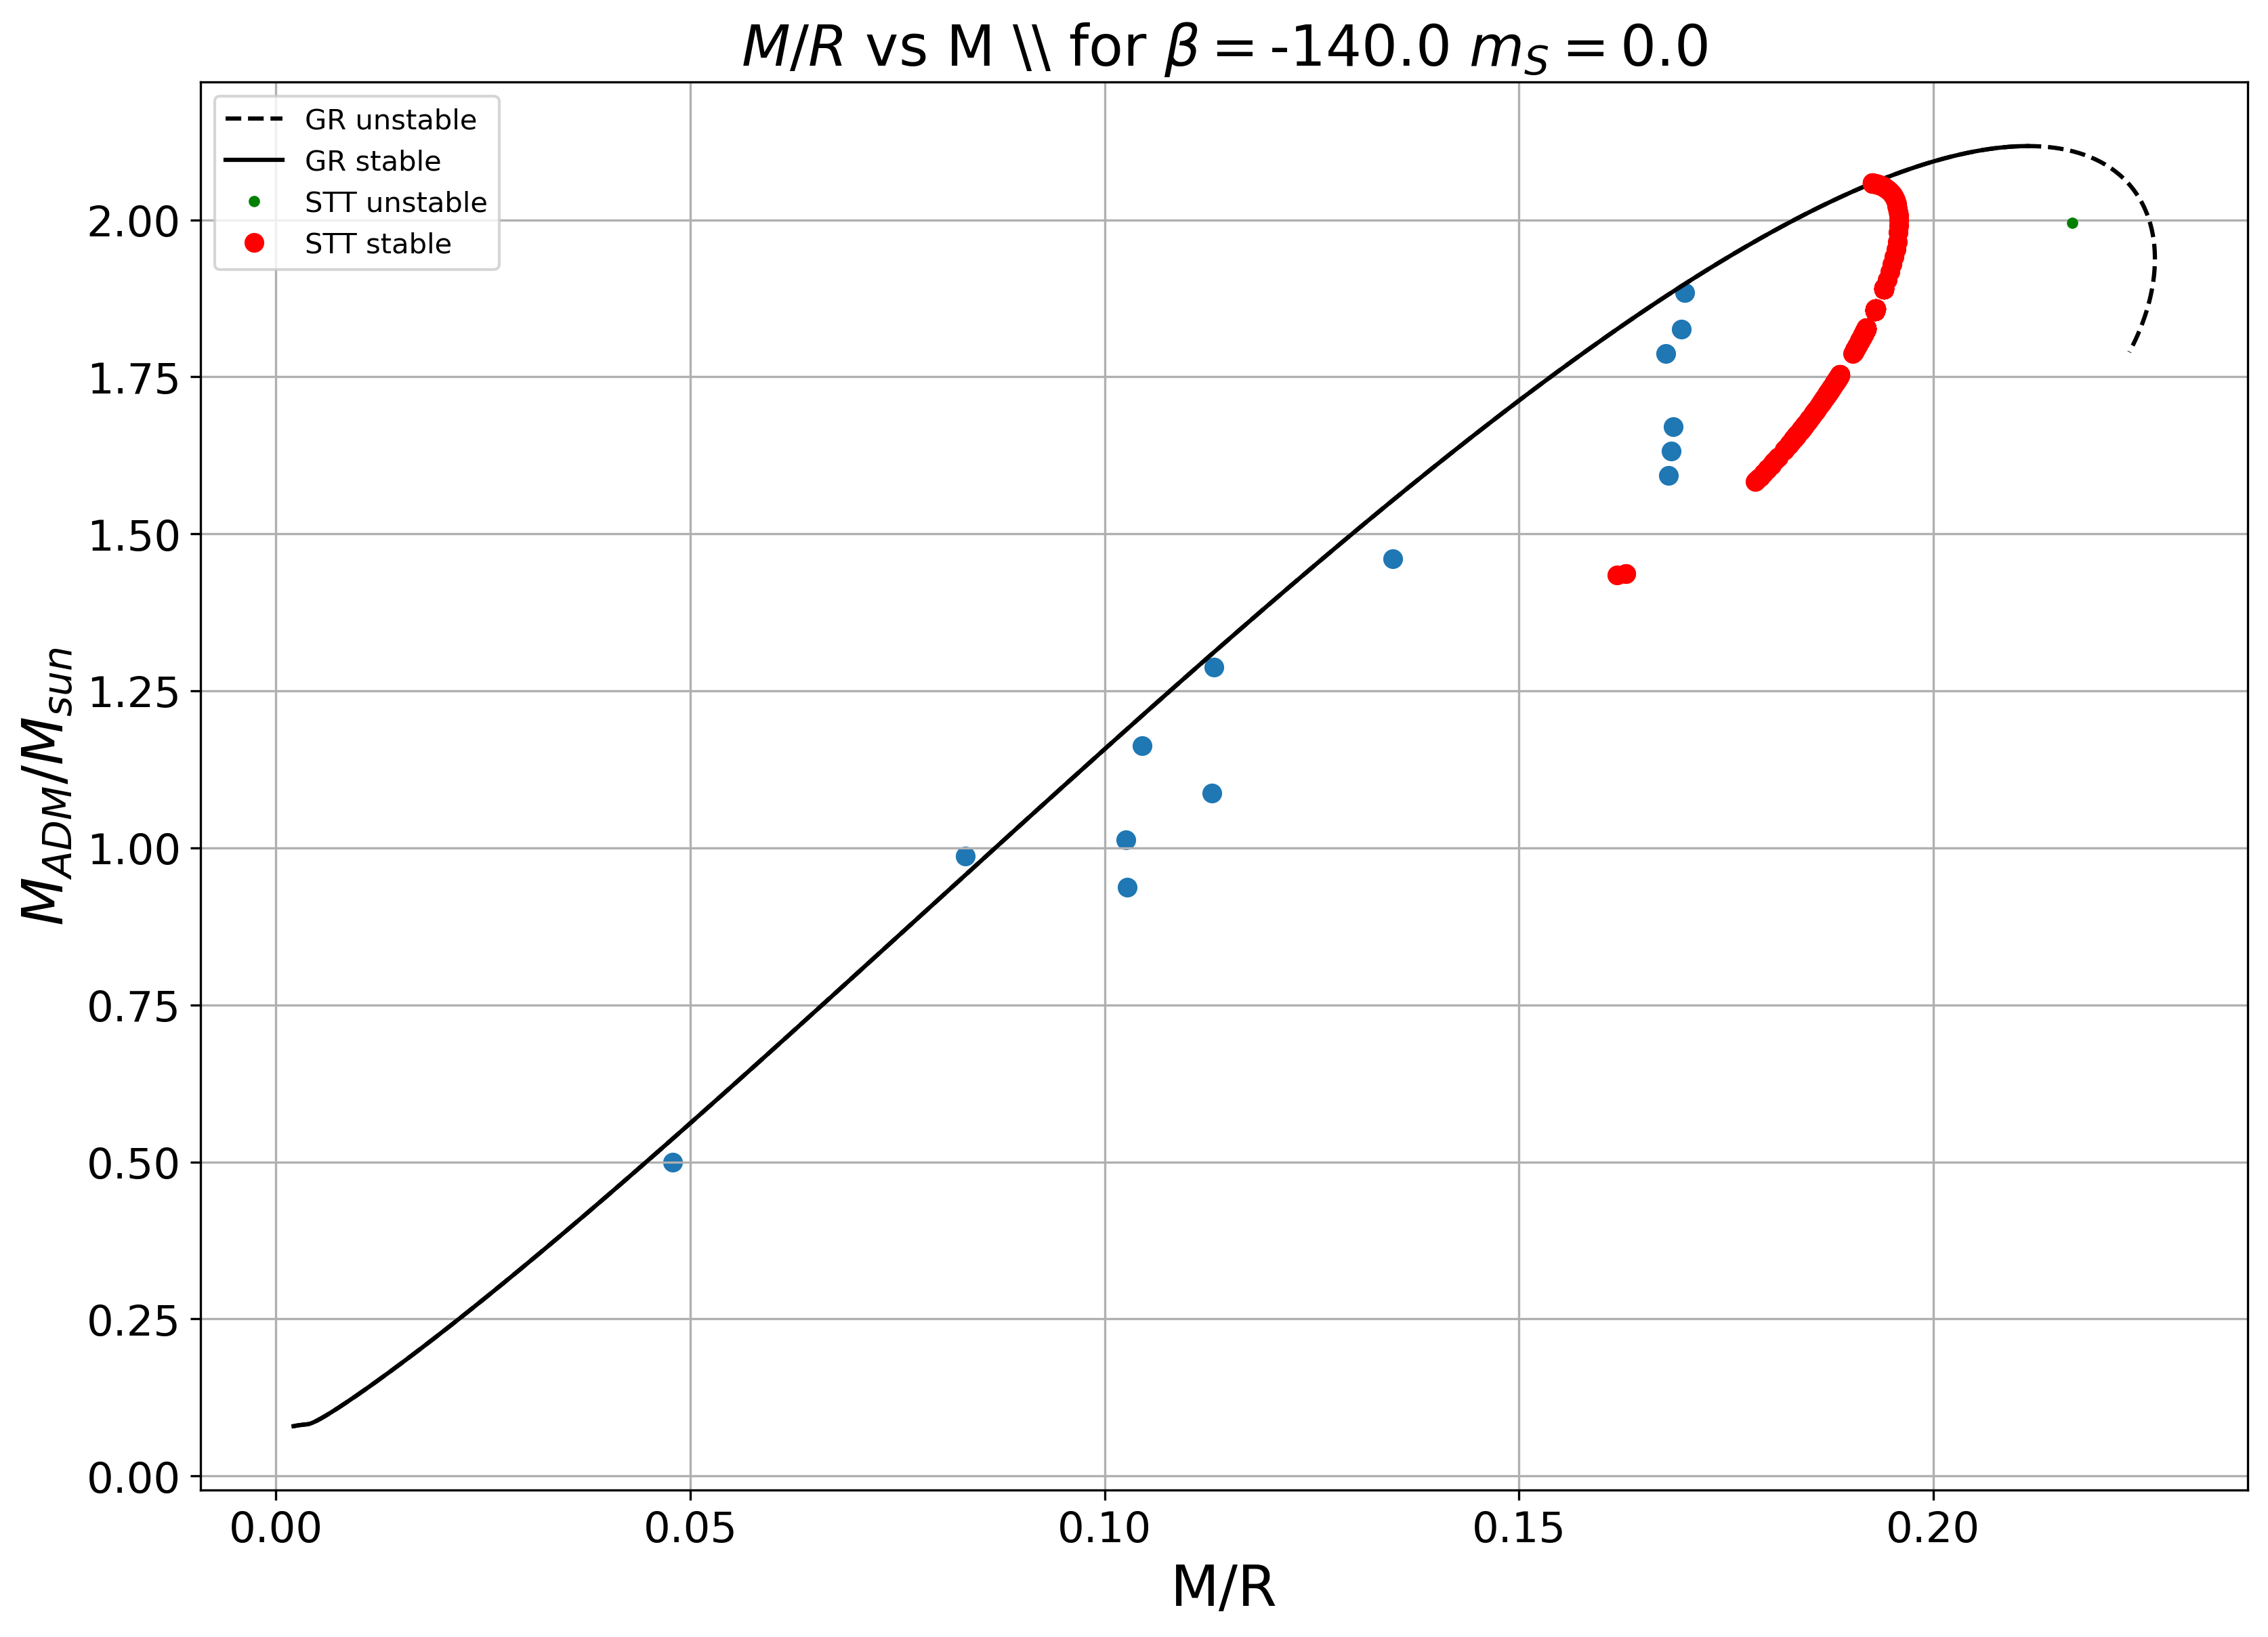 M/R vs M \\ for β = -140.0 m_S = 0.0
GR unstable
GR stable
STT unstable
STT stable
2.00
1.75
1.50
1.25
1.00
0.75
0.50
0.25
0.00
M_ADM/M_sun
0.00 0.05 0.10 0.15 0.20
M/R